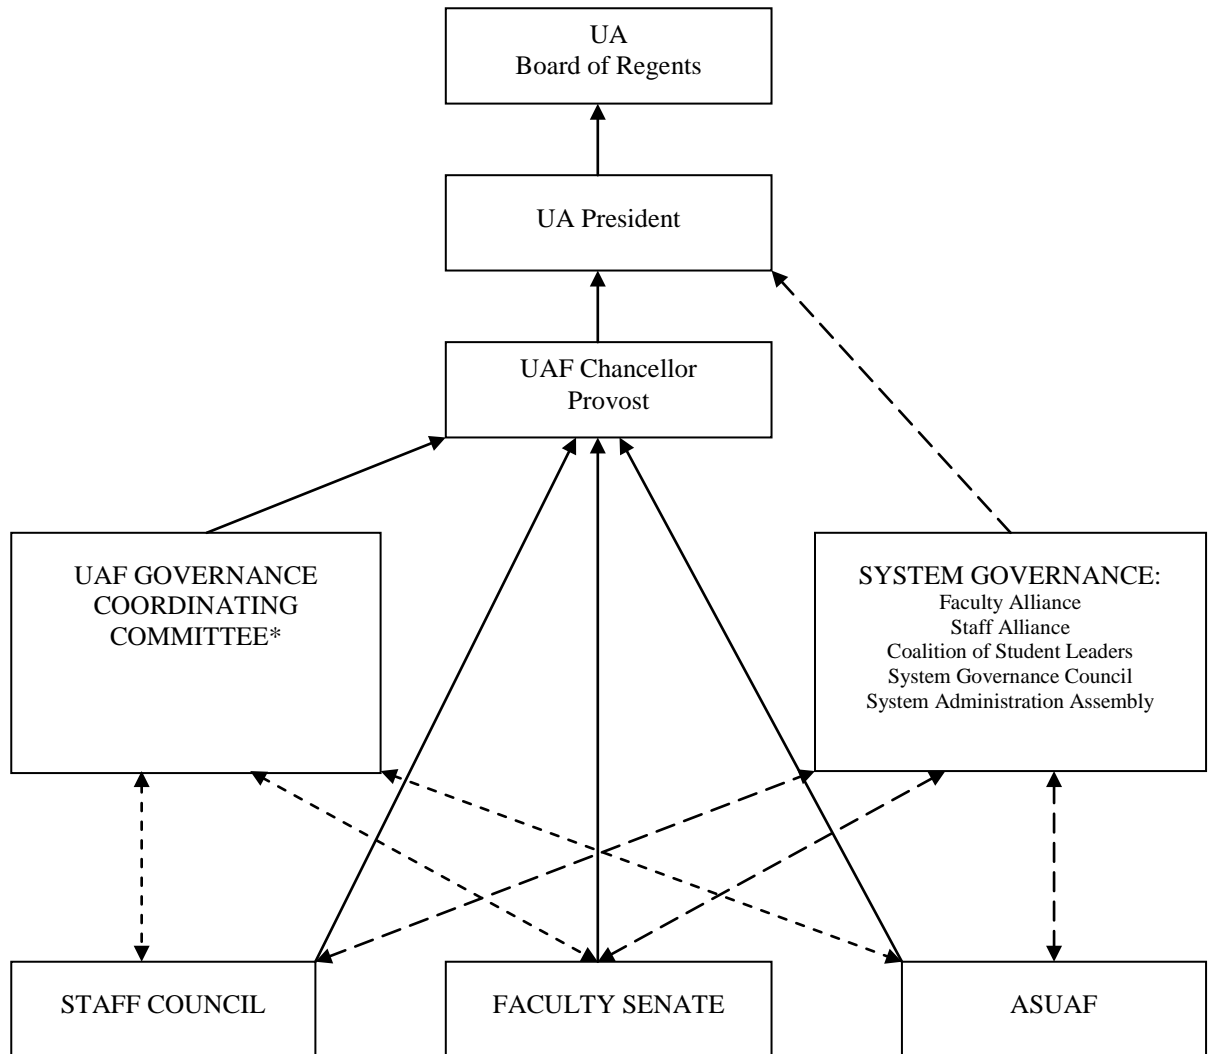 UA
Board of Regents
UA President
UAF Chancellor
Provost
UAF GOVERNANCE
COORDINATING
COMMITTEE*
SYSTEM GOVERNANCE:
Faculty Alliance
Staff Alliance
Coalition of Student Leaders
System Governance Council
System Administration Assembly
STAFF COUNCIL
FACULTY SENATE
ASUAF